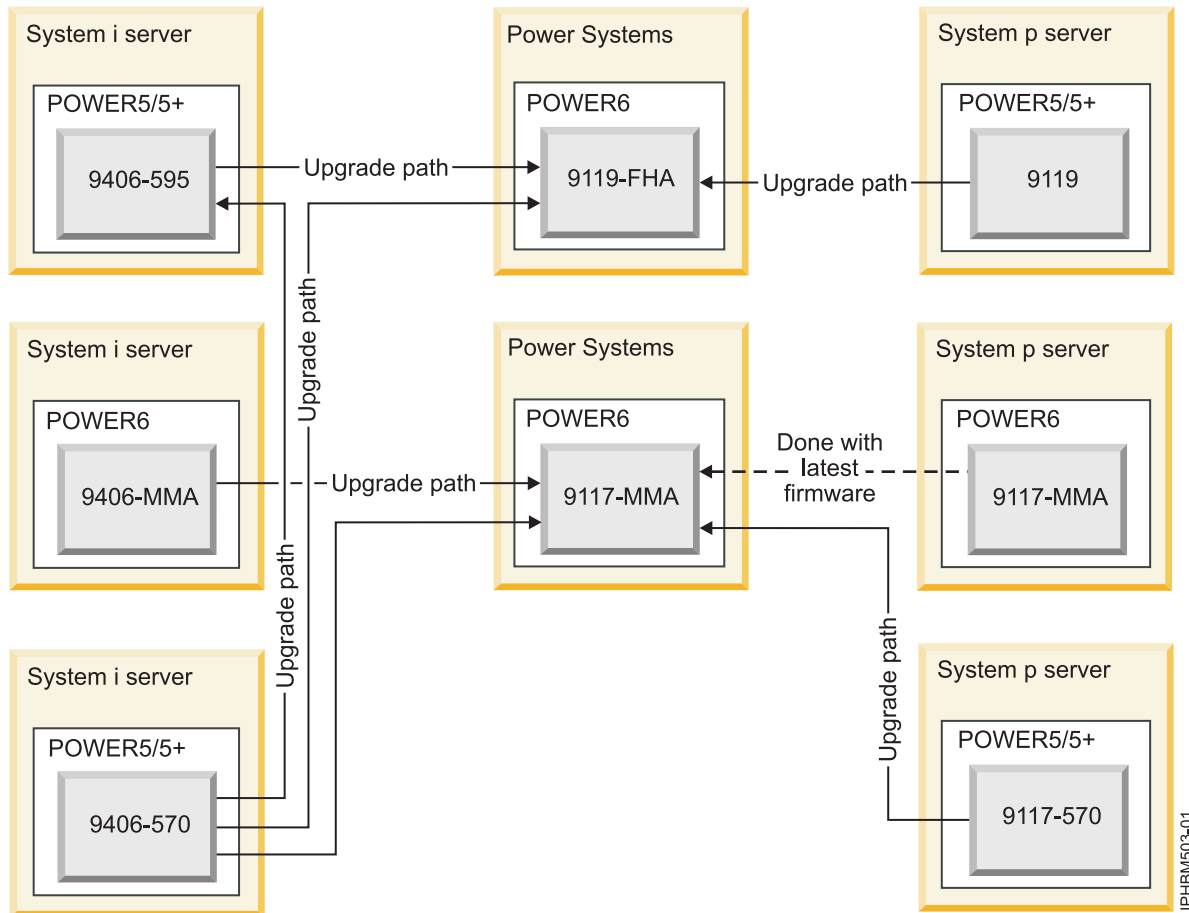 System i server
POWER5/5+
9406-595
Upgrade path
Power Systems
POWER6
9119-FHA
Upgrade path
System p server
POWER5/5+
9119
Upgrade path
Upgrade path
System i server
POWER6
9406-MMA
Upgrade path
Power Systems
POWER6
9117-MMA
Done with
latest
firmware
System p server
POWER6
9117-MMA
Upgrade path
System i server
POWER5/5+
9406-570
System p server
POWER5/5+
9117-570
IPHBM503-01